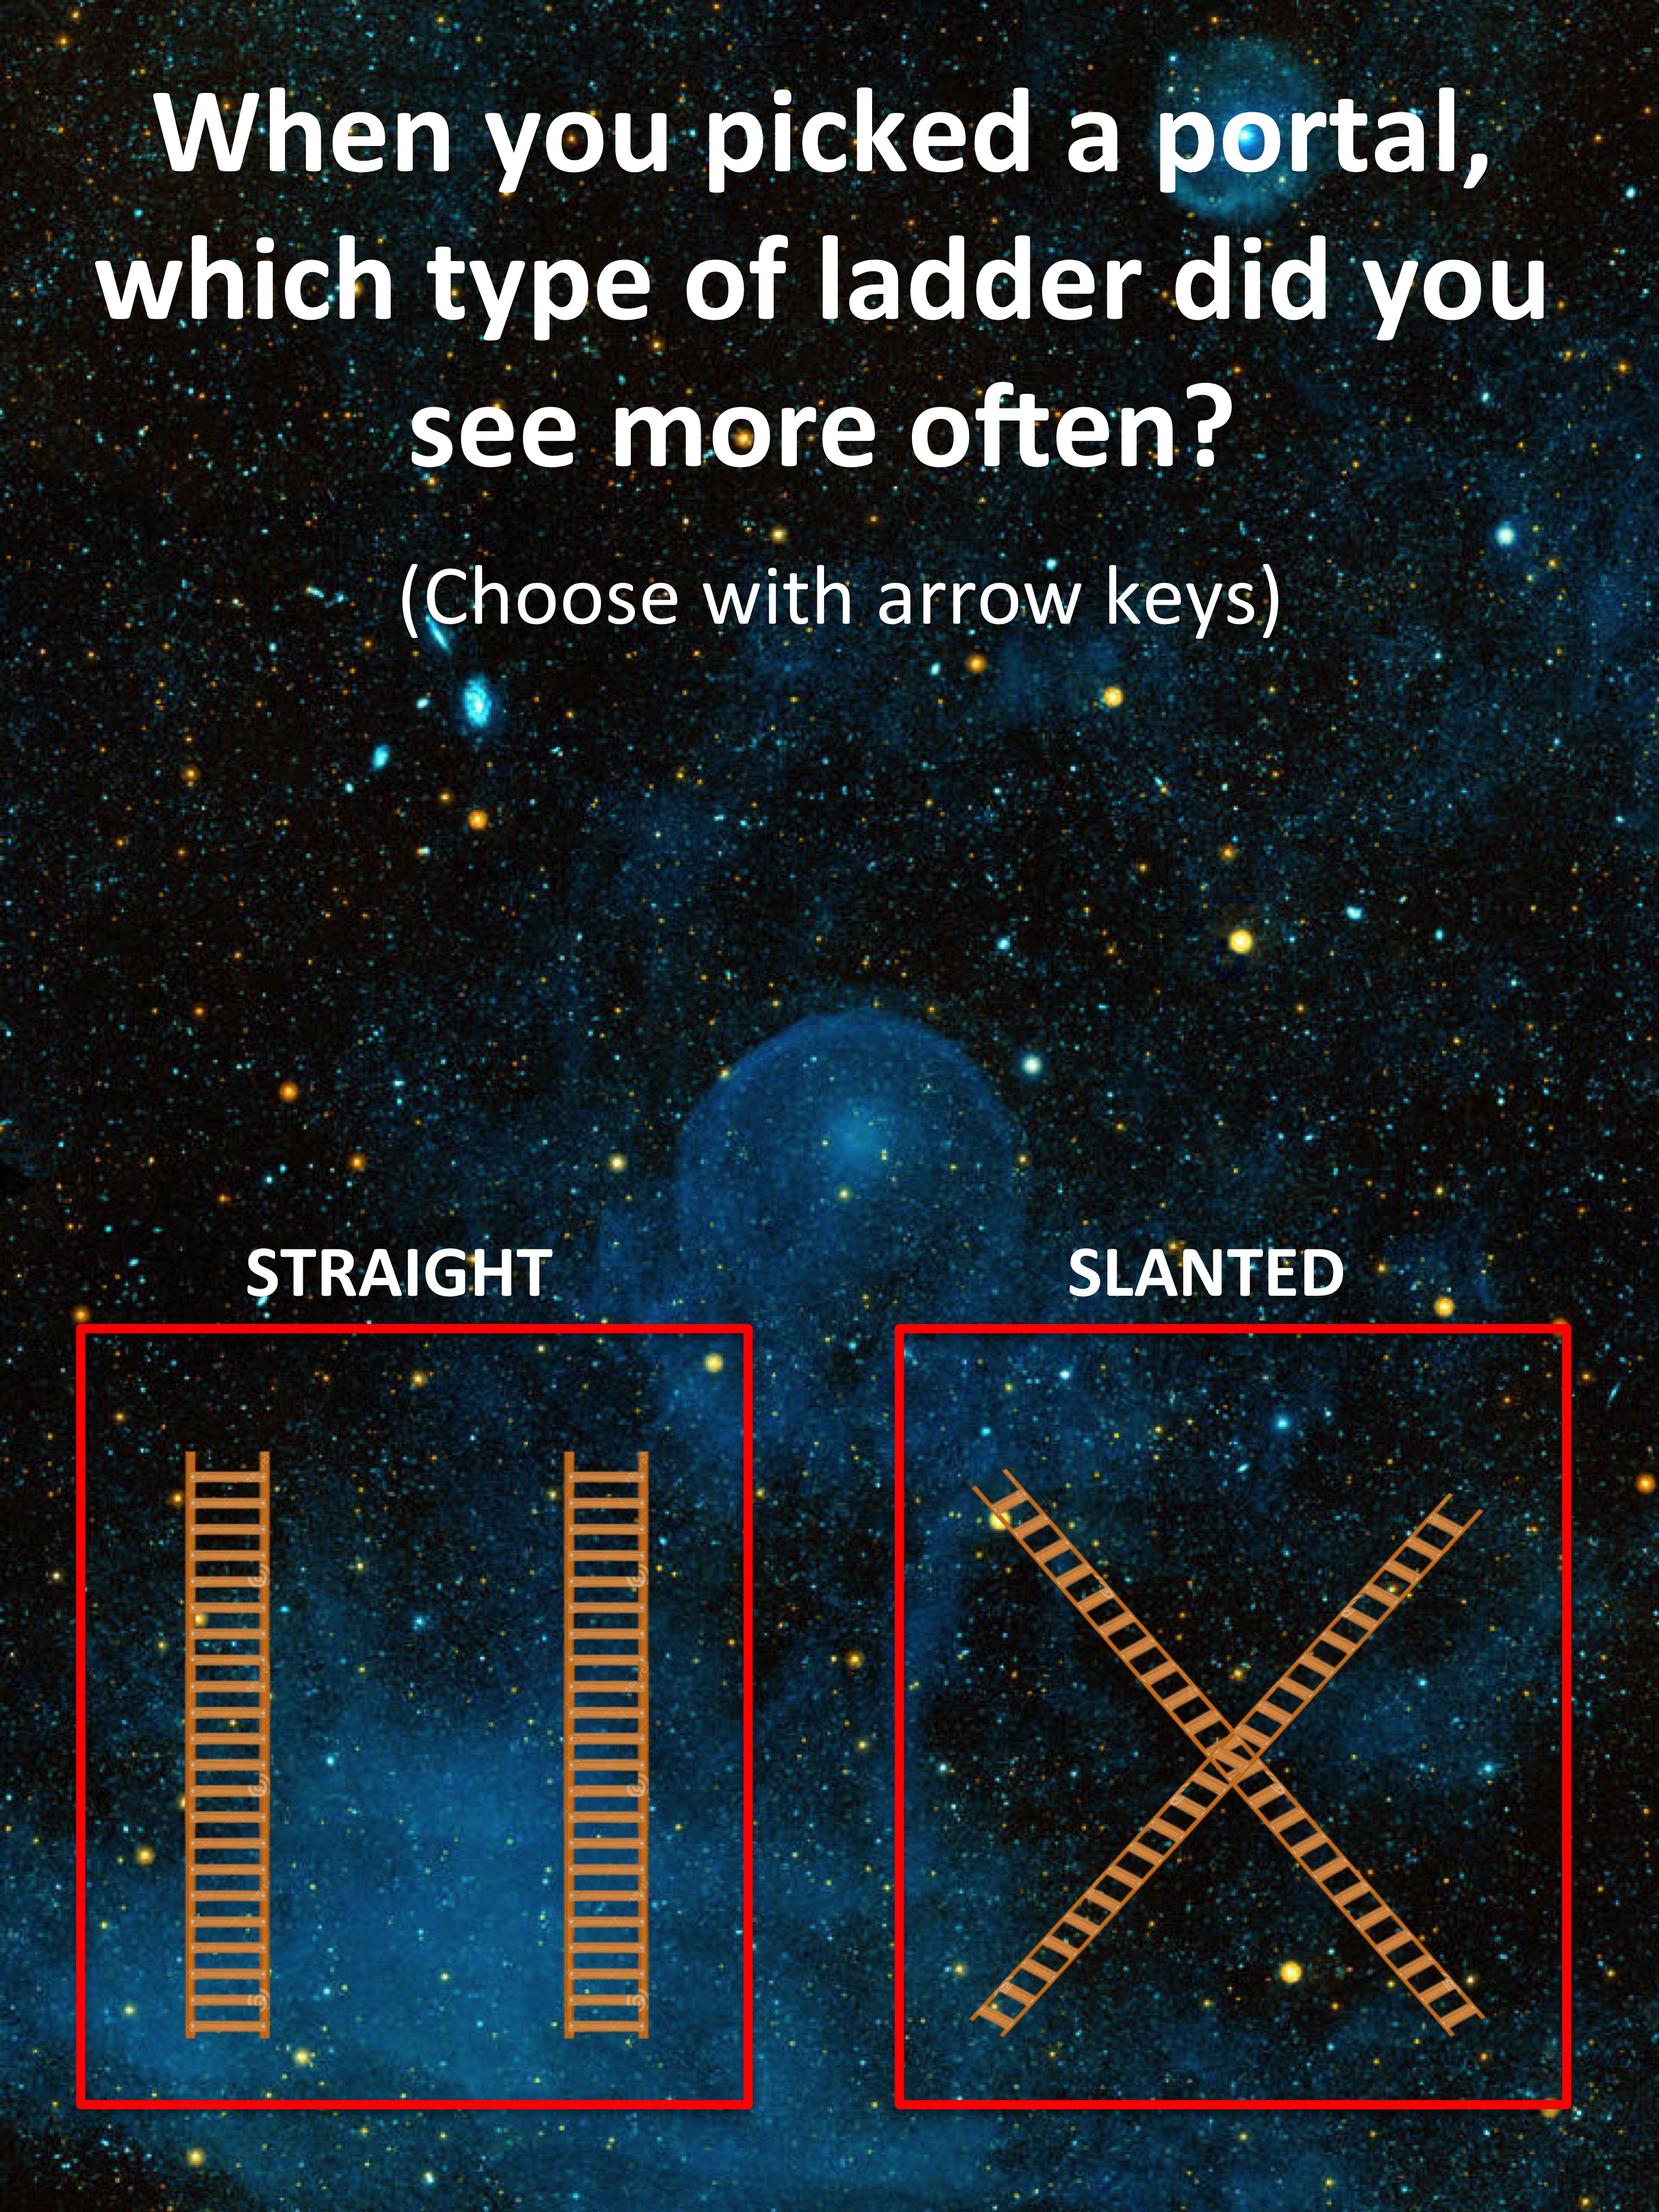 When you picked a portal,
which type of ladder did you
see more often?
(Choose with arrow keys)
STRAIGHT
SLANTED